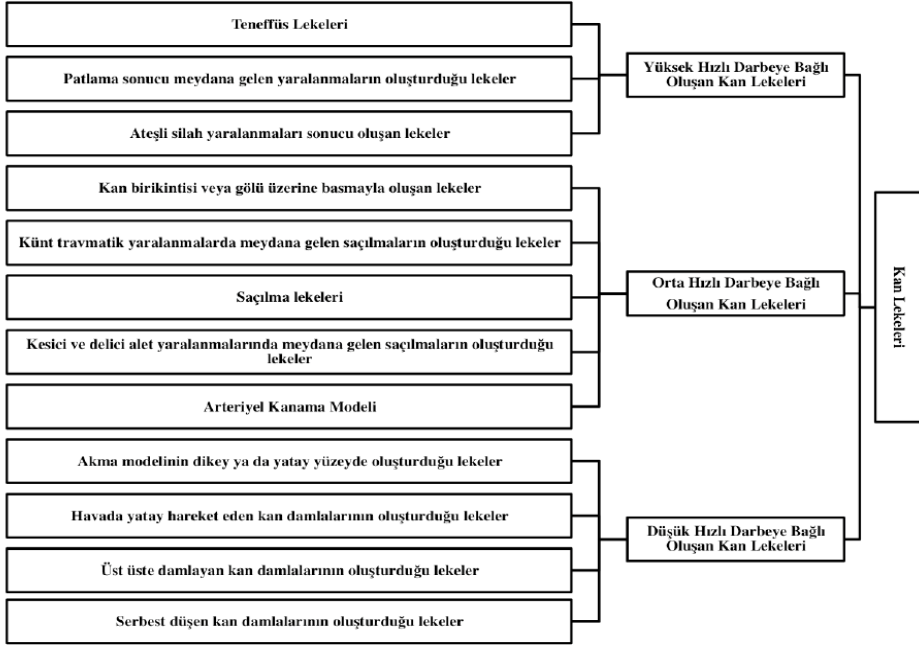 Teneffüs Lekeleri
Patlama sonucu meydana gelen yaralanmaların oluşturduğu lekeler
Ateşli silah yaralanmaları sonucu oluşan lekeler
Yüksek Hızlı Darbeye Bağlı
Oluşan Kan Lekeleri
Kan birikintisi veya gölü üzerine basmayla oluşan lekeler
Künt travmatik yaralanmalarda meydana gelen saçılmaların oluşturduğu lekeler
Saçılma lekeleri
Kesici ve delici alet yaralanmalarında meydana gelen saçılmaların oluşturduğu
lekeler
Arteriyel Kanama Modeli
Orta Hızlı Darbeye Bağlı
Oluşan Kan Lekeleri
Akma modelinin dikey ya da yatay yüzeyde oluşturduğu lekeler
Havada yatay hareket eden kan damlalarının oluşturduğu lekeler
Üst üste damlayan kan damlalarının oluşturduğu lekeler
Serbest düşen kan damlalarının oluşturduğu lekeler
Düşük Hızlı Darbeye Bağlı
Oluşan Kan Lekeleri
Kan Lekeleri